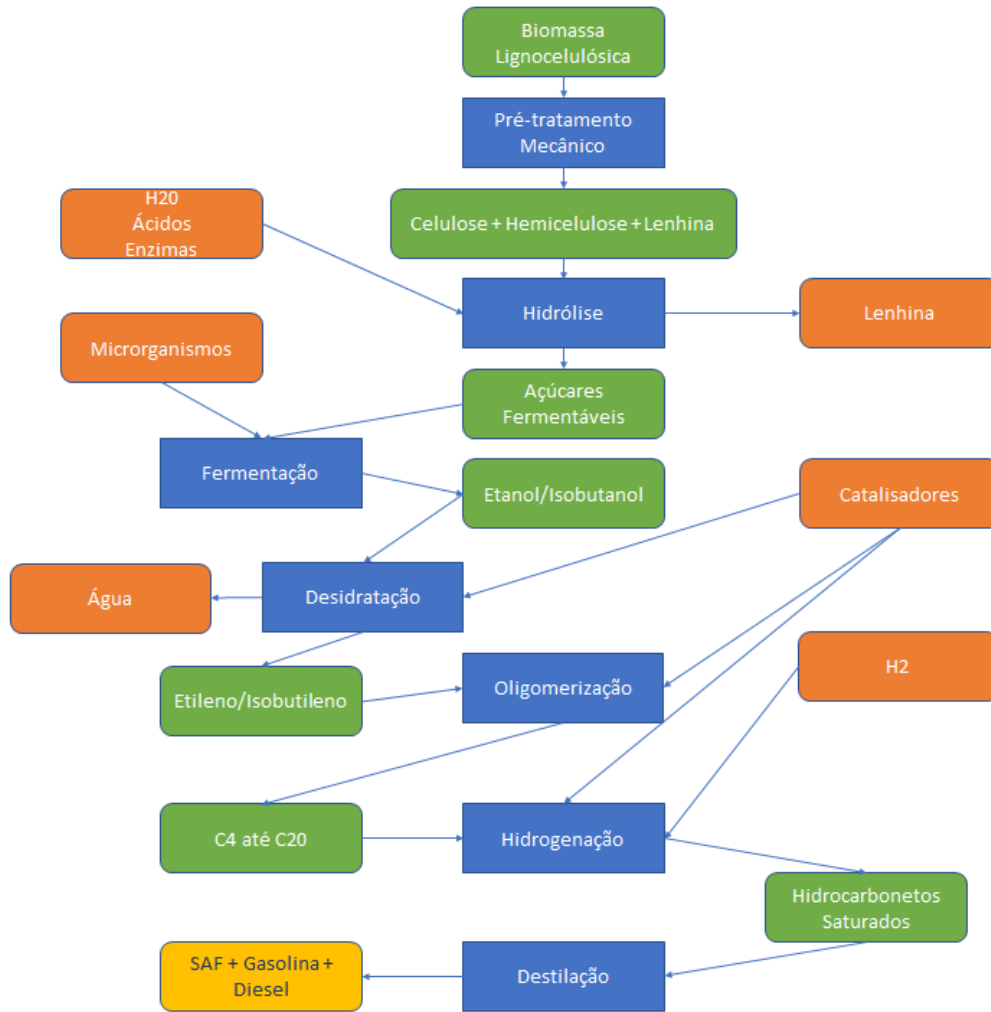 Biomassa
Lignocelulósica
Pré-tratamento
Mecânico
H20
Ácidos
Enzimas
Celulose + Hemicelulose + Lenhina
Hidrólise
Lenhina
Microrganismos
Açúcares
Fermentáveis
Fermentação
Etanol/Isobutanol
Catalisadores
Água
Desidratação
H2
Etileno/Isobutileno
Oligomerização
C4 até C20
Hidrogenação
Hidrocarbonetos
Saturados
SAF + Gasolina +
Diesel
Destilação